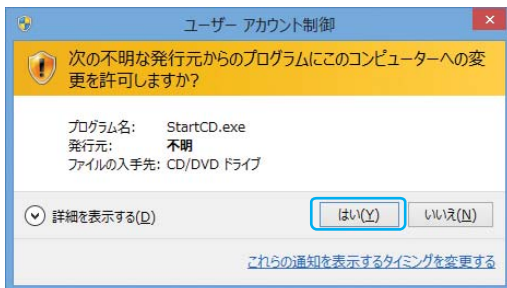 ユーザー アカウント制御
次の不明な発行元からのプログラムにこのコンピューターへの変
更を許可しますか?
プログラム名: StartCD.exe
発行元: 不明
ファイルの入手先: CD/DVD ドライブ
詳細を表示する(D) はい(Y) いいえ(N)
これらの通知を表示するタイミングを変更する